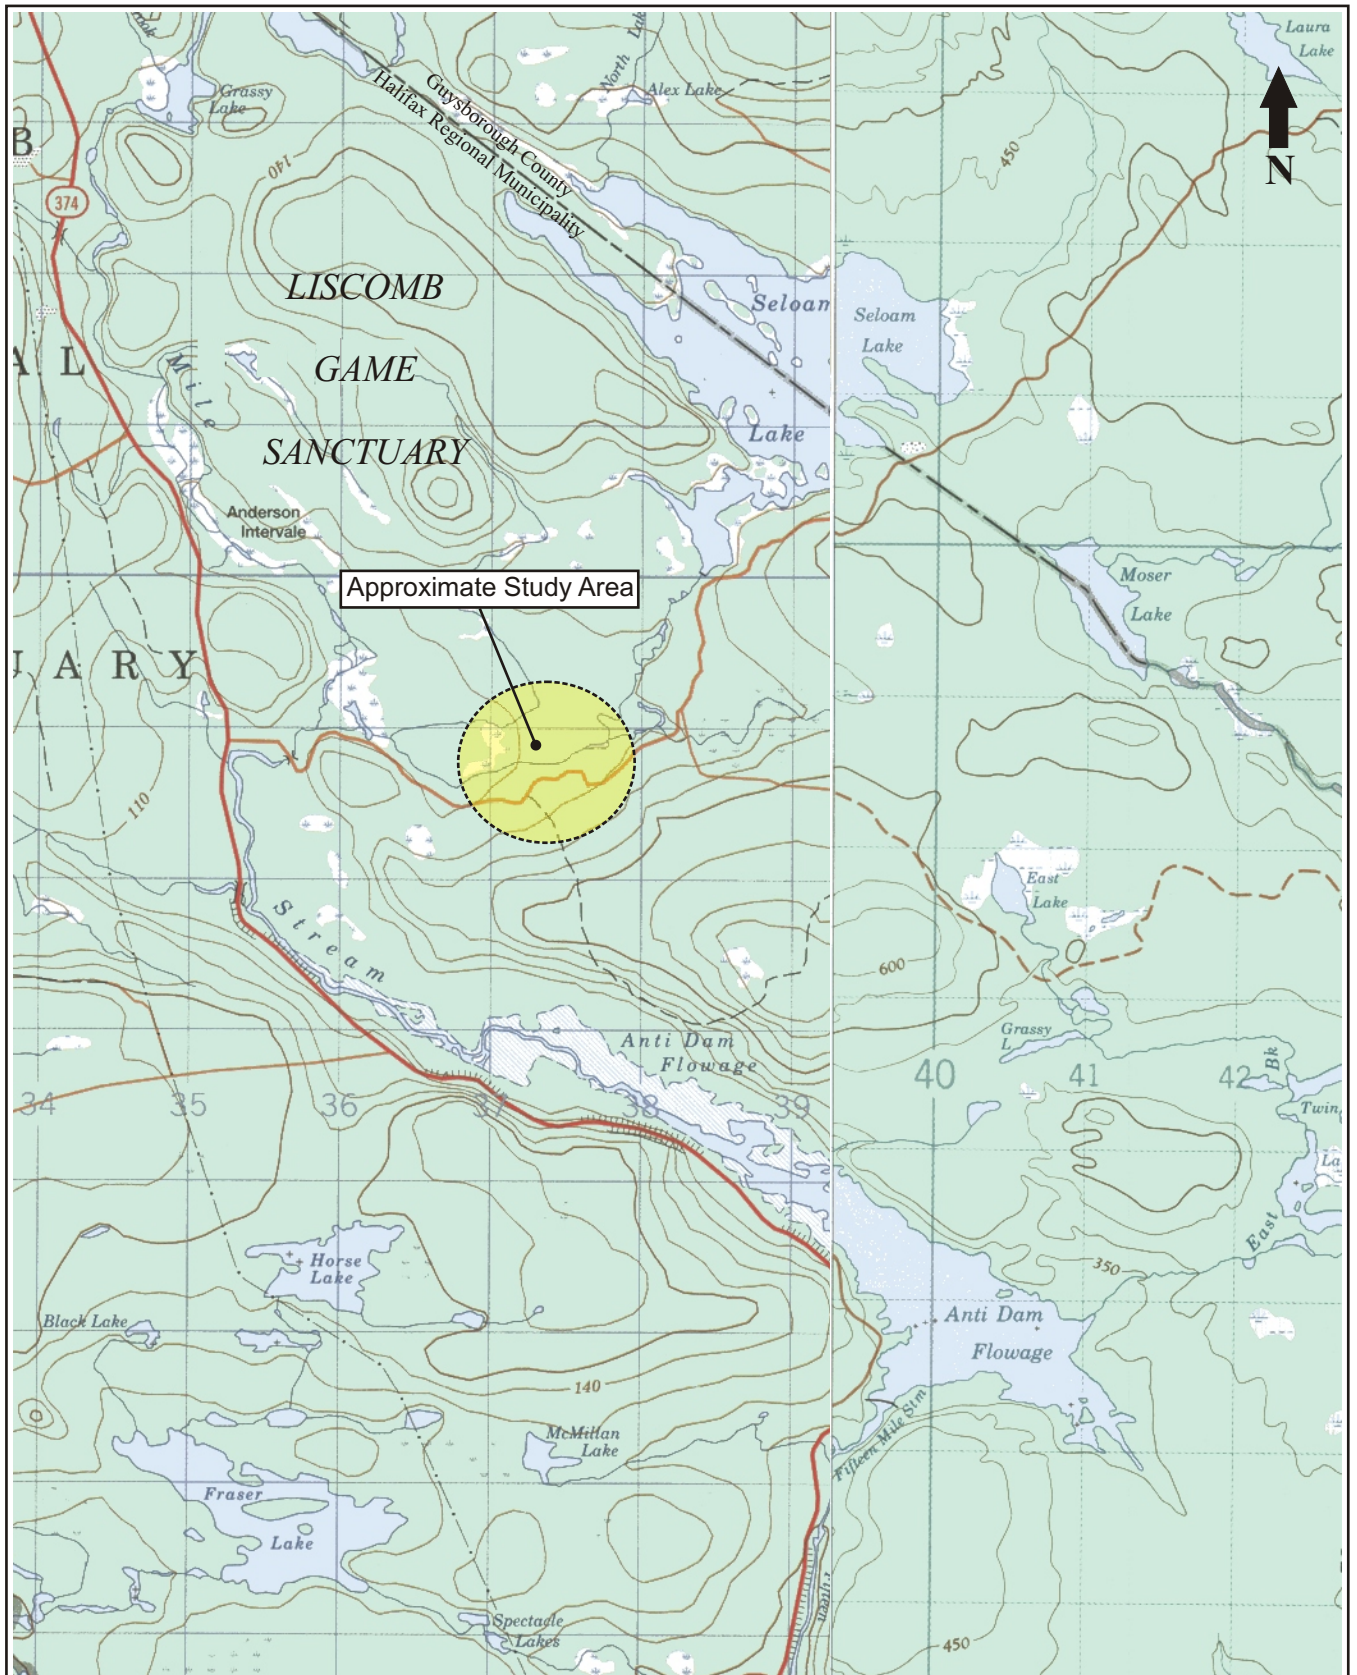 Laura
Lake
Grassy
Lake
North
Alex Lake
Guysborough County
Halifax Regional Municipality
B
140
450
N
374
LISCOMB
GAME
SANCTUARY
Seloam
Lake
Seloam
Lake
A L
Mile
Anderson
Intervale
Approximate Study Area
Moser
Lake
U A R Y
110
Stream
East
Lake
600
Anti Dam
Flowage
Grassy
L
34
35
36
37
38
39
40
41
42
Bk
Twin
La
East
Horse
Lake
350
Black Lake
Anti Dam
Flowage
140
McMillan
Lake
Fifteen Mile Stm
Fraser
Lake
Spectacle
Lakes
450